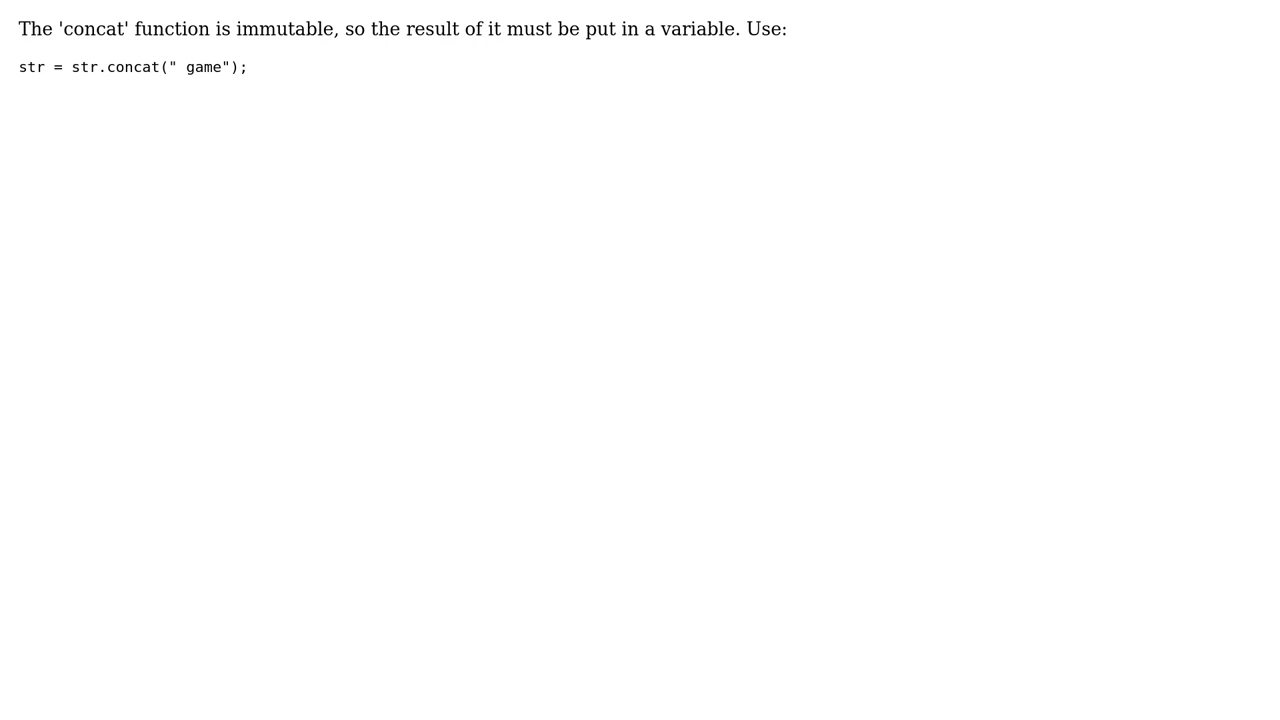 The 'concat' function is immutable, so the result of it must be put in a variable. Use:
str = str.concat(" game");